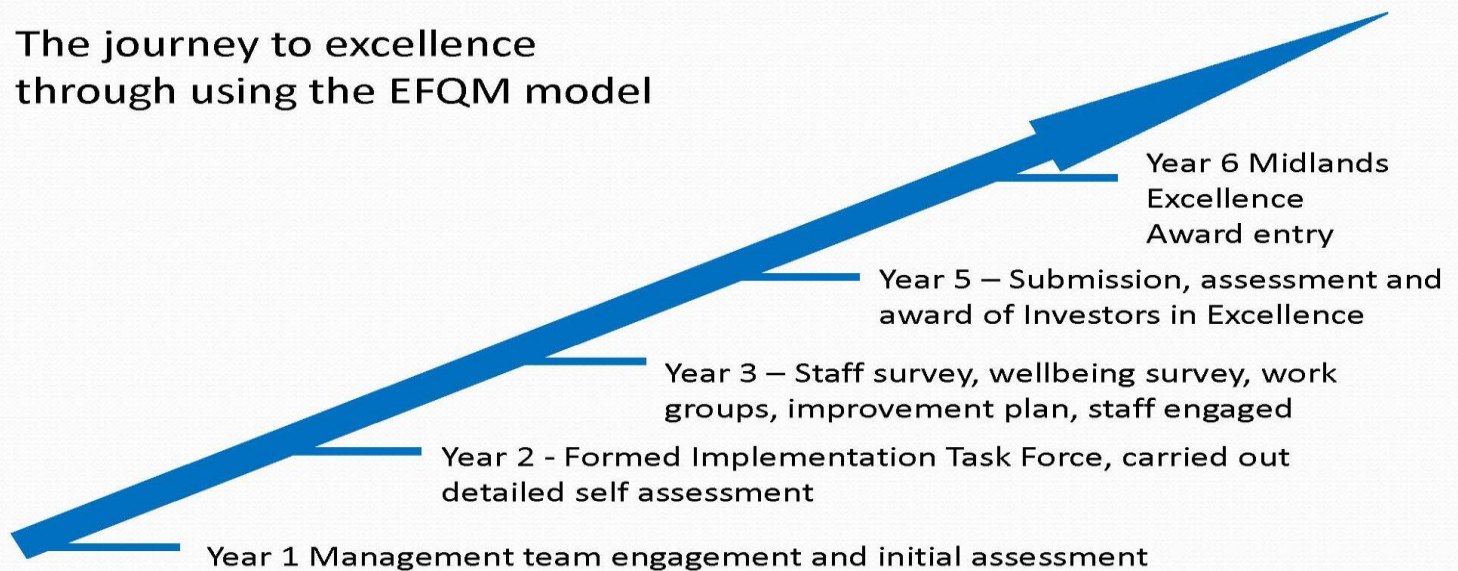 The journey to excellence
through using the EFQM model
Year 6 Midlands
Excellence
Award entry
Year 5 – Submission, assessment and
award of Investors in Excellence
Year 3 – Staff survey, wellbeing survey, work
groups, improvement plan, staff engaged
Year 2 - Formed Implementation Task Force, carried out
detailed self assessment
Year 1 Management team engagement and initial assessment